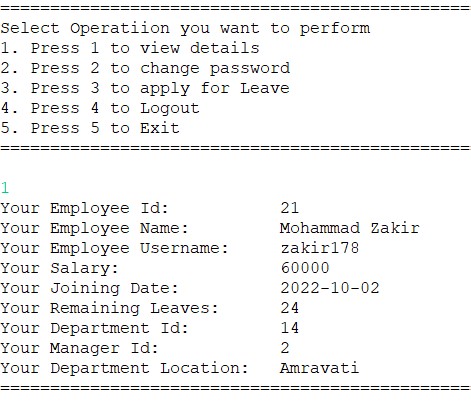 ===============================================
Select Operatiion you want to perform
1. Press 1 to view details
2. Press 2 to change password
3. Press 3 to apply for Leave
4. Press 4 to Logout
5. Press 5 to Exit
===============================================
1
Your Employee Id: 21
Your Employee Name: Mohammad Zakir
Your Employee Username: zakir178
Your Salary: 60000
Your Joining Date: 2022-10-02
Your Remaining Leaves: 24
Your Department Id: 14
Your Manager Id: 2
Your Department Location: Amravati
===============================================